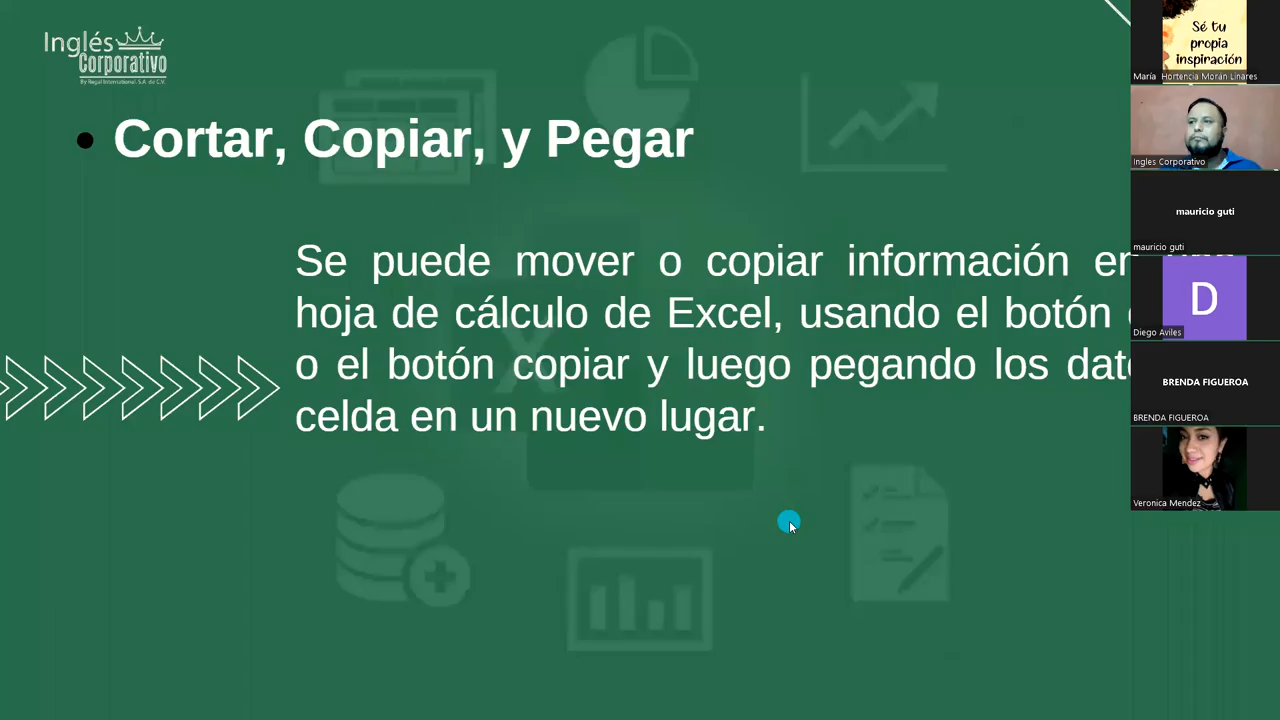 Inglés
Corporativo
By Regal International, S.A. de C.V.
Cortar, Copiar, y Pegar
Se puede mover o copiar información en
hoja de cálculo de Excel, usando el botón
o el botón copiar y luego pegando los
celda en un nuevo lugar.
Sé tu
propia
inspiración
María Hortencia Morán Linares
Ingles Corporativo
mauricio guti
mauricio guti
D
Diego Aviles
BRENDA FIGUEROA
BRENDA FIGUEROA
Veronica Mendez